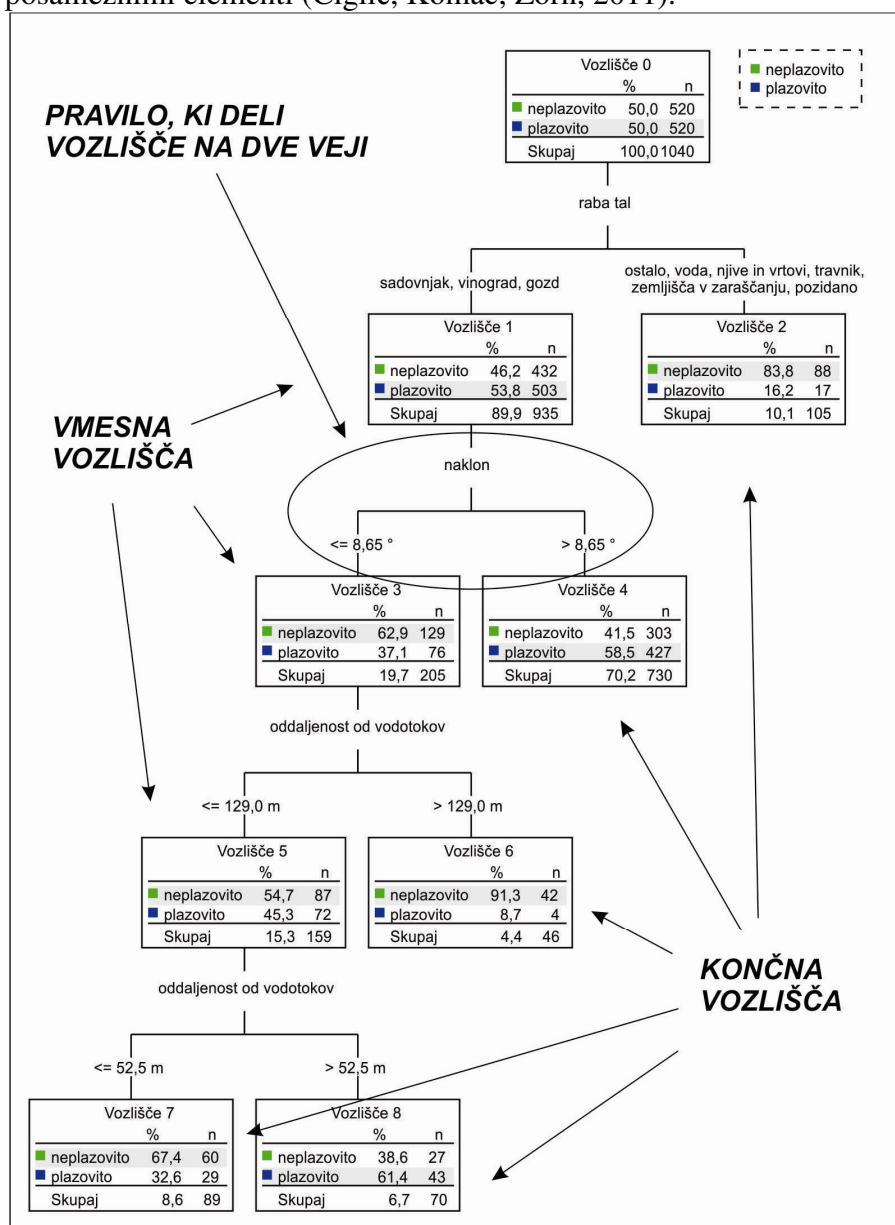 posameznimi elementi (Ciglič, Komac, Zorn, 2011).
Vozlišče 0
% n
neplazovito 50,0 520
plazovito 50,0 520
Skupaj 100,0 1040
neplazovito
plazovito
PRAVILO, KI DELI
VOZLIŠČE NA DVE VEJI
raba tal
sadovnjak, vinograd, gozd
ostalo, voda, njive in vrtovi, travnik,
zemljišča v zaraščanju, pozidano
Vozlišče 1
% n
neplazovito 46,2 432
plazovito 53,8 503
Skupaj 89,9 935
Vozlišče 2
% n
neplazovito 83,8 88
plazovito 16,2 17
Skupaj 10,1 105
VMESNA
VOZLIŠČA
naklon
<= 8,65 °
> 8,65 °
Vozlišče 3
% n
neplazovito 62,9 129
plazovito 37,1 76
Skupaj 19,7 205
Vozlišče 4
% n
neplazovito 41,5 303
plazovito 58,5 427
Skupaj 70,2 730
oddaljenost od vodotokov
<= 129,0 m
> 129,0 m
Vozlišče 5
% n
neplazovito 54,7 87
plazovito 45,3 72
Skupaj 15,3 159
Vozlišče 6
% n
neplazovito 91,3 42
plazovito 8,7 4
Skupaj 4,4 46
KONČNA
VOZLIŠČA
oddaljenost od vodotokov
<= 52,5 m
> 52,5 m
Vozlišče 7
% n
neplazovito 67,4 60
plazovito 32,6 29
Skupaj 8,6 89
Vozlišče 8
% n
neplazovito 38,6 27
plazovito 61,4 43
Skupaj 6,7 70